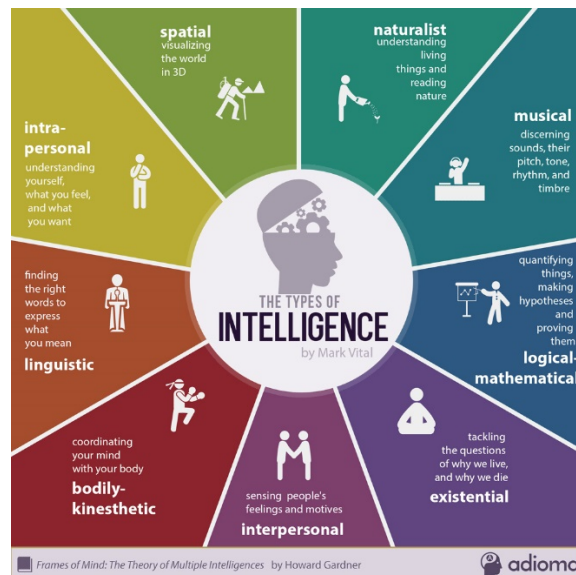 spatial
visualizing
the world
in 3D
naturalist
understanding
living
things and
reading
nature
musical
discerning
sounds, their
pitch, tone,
rhythm, and
timbre
quantifying
things,
making
hypotheses
and
proving
them
logical-
mathematical
tackling
the questions
of why we live,
and why we die
existential
sensing people's
feelings and motives
interpersonal
coordinating
your mind
with your body
bodily-
kinesthetic
finding
the right
words to
express
what
you mean
linguistic
intra-
personal
understanding
yourself,
what you feel,
and what
you want
THE TYPES OF
INTELLIGENCE
by Mark Vital
Frames of Mind: The Theory of Multiple Intelligences by Howard Gardner
adioma